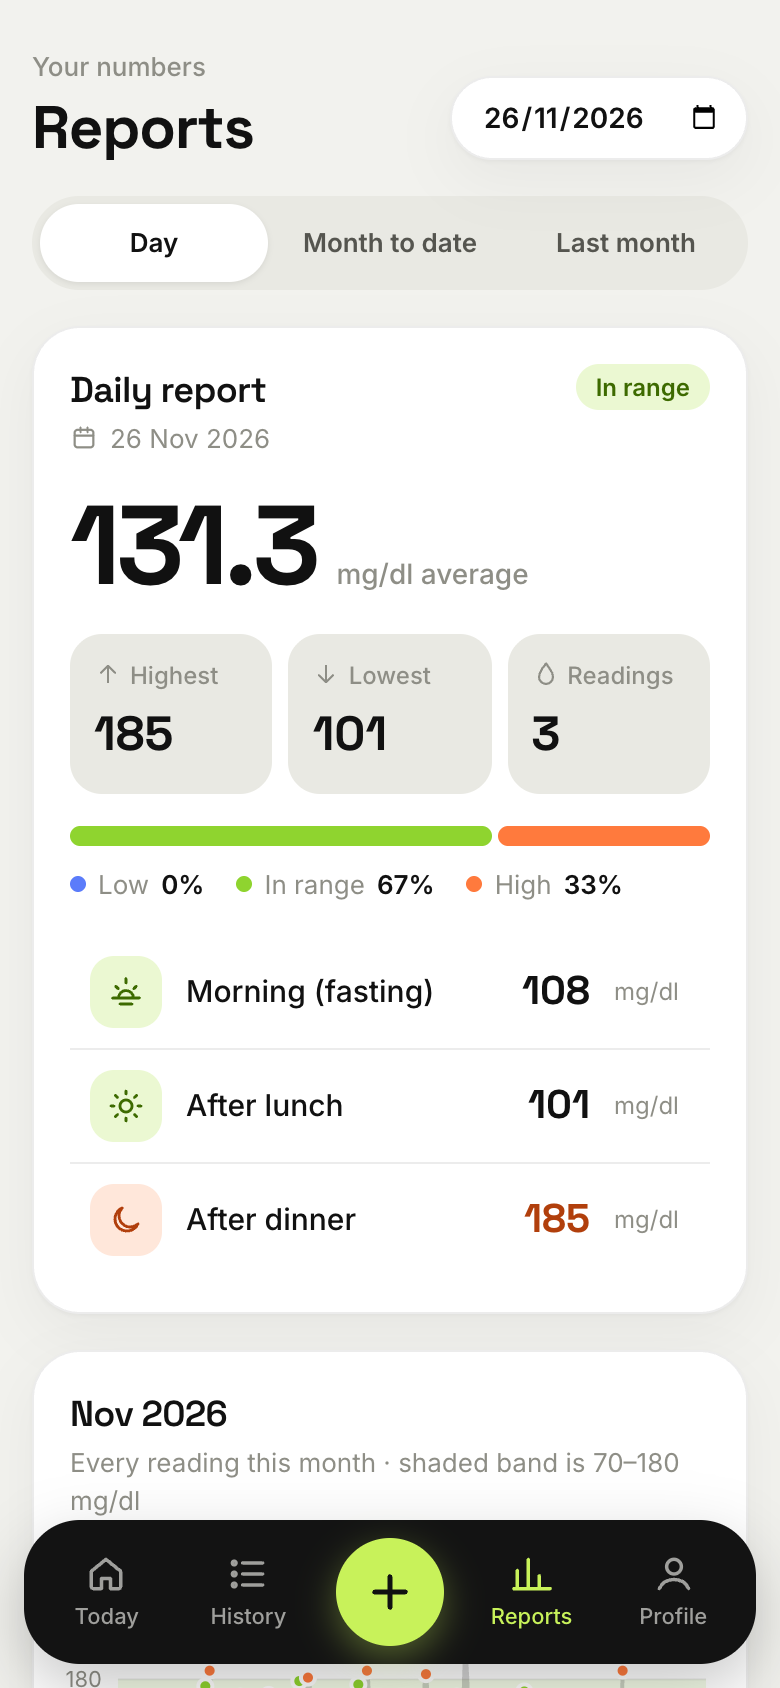 Your numbers
Reports
26/11/2026
Day
Month to date
Last month
Daily report
In range
26 Nov 2026
131.3 mg/dl average
Highest
185
Lowest
101
Readings
3
Low 0% In range 67% High 33%
Morning (fasting) 108 mg/dl
After lunch 101 mg/dl
After dinner 185 mg/dl
Nov 2026
Every reading this month · shaded band is 70–180
mg/dl
Today
History
Reports
Profile
180